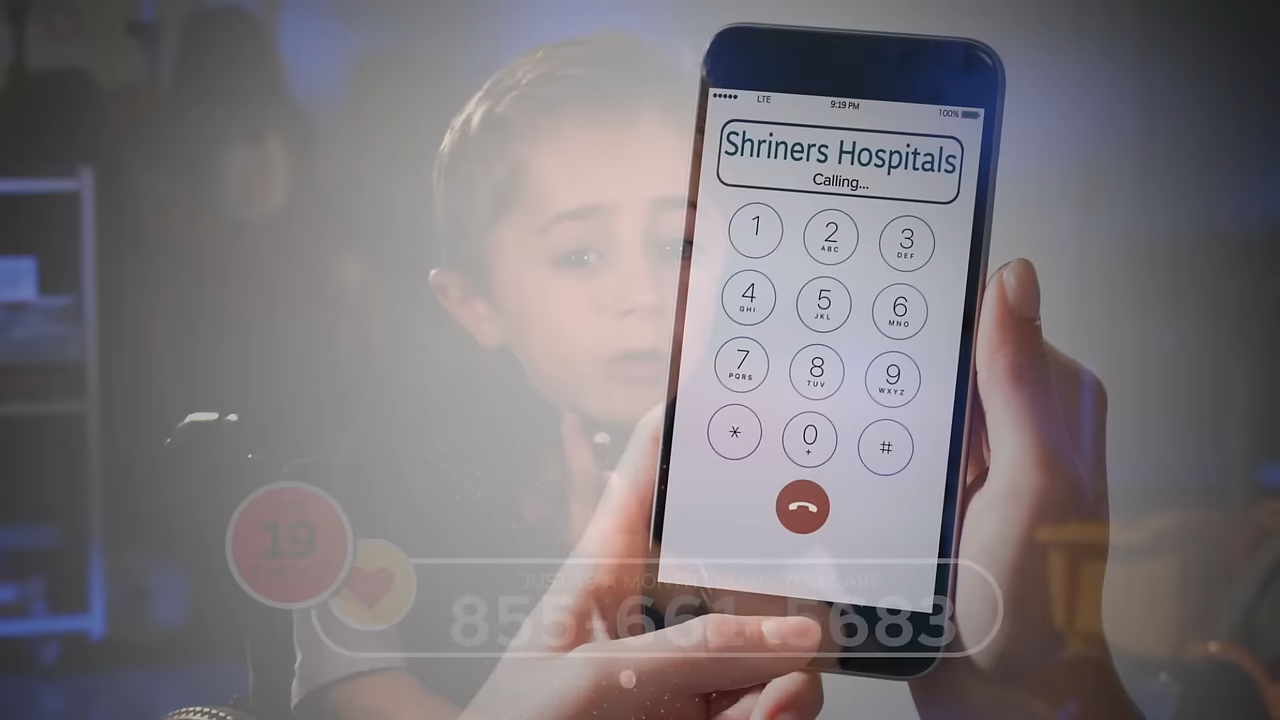 LTE
9:19 PM
100%
Shriners Hospitals
Calling...
1
2
ABC
3
DEF
4
GHI
5
JKL
6
MNO
7
PQRS
8
TUV
9
WXYZ
*
0
+
#
19
855-661-5683